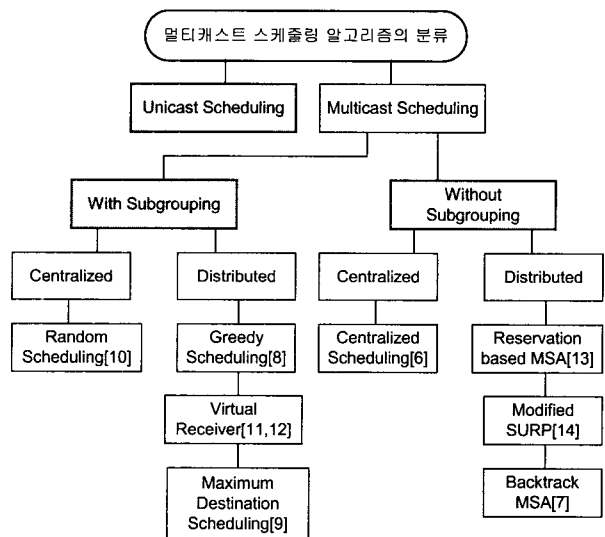 멀티캐스트 스케줄링 알고리즘의 분류
Unicast Scheduling
Multicast Scheduling
With Subgrouping
Without
Subgrouping
Centralized
Distributed
Centralized
Distributed
Random
Scheduling[10]
Greedy
Scheduling[8]
Centralized
Scheduling[6]
Reservation
based MSA[13]
Virtual
Receiver[11,12]
Modified
SURP[14]
Maximum
Destination
Scheduling[9]
Backtrack
MSA[7]